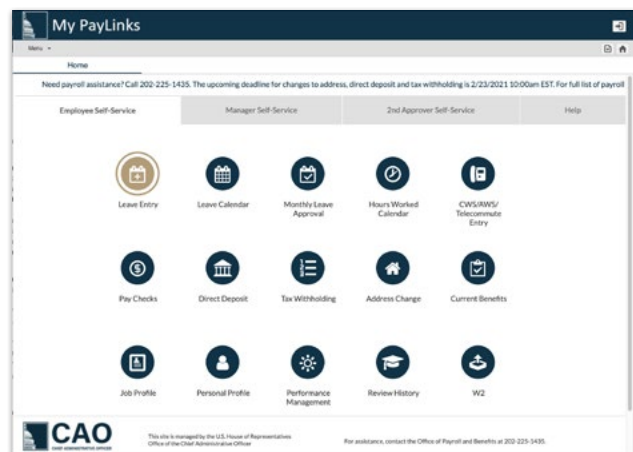 My PayLinks
Menu
Home
Need payroll assistance? Call 202-225-1435. The upcoming deadline for changes to address, direct deposit and tax withholding is 2/23/2021 10:00am EST. For full list of payroll
Employee Self-Service Manager Self-Service 2nd Approver Self-Service Help
Leave Entry Leave Calendar Monthly Leave Hours Worked CWS/AWS/
Approval Calendar Telecommute
Entry
Pay Checks Direct Deposit Tax Withholding Address Change Current Benefits
Job Profile Personal Profile Performance Review History W2
Management
CAO
CHIEF ADMINISTRATIVE OFFICER
This site is managed by the U.S. House of Representatives
Office of the Chief Administrative Officer
For assistance, contact the Office of Payroll and Benefits at 202-225-1435.